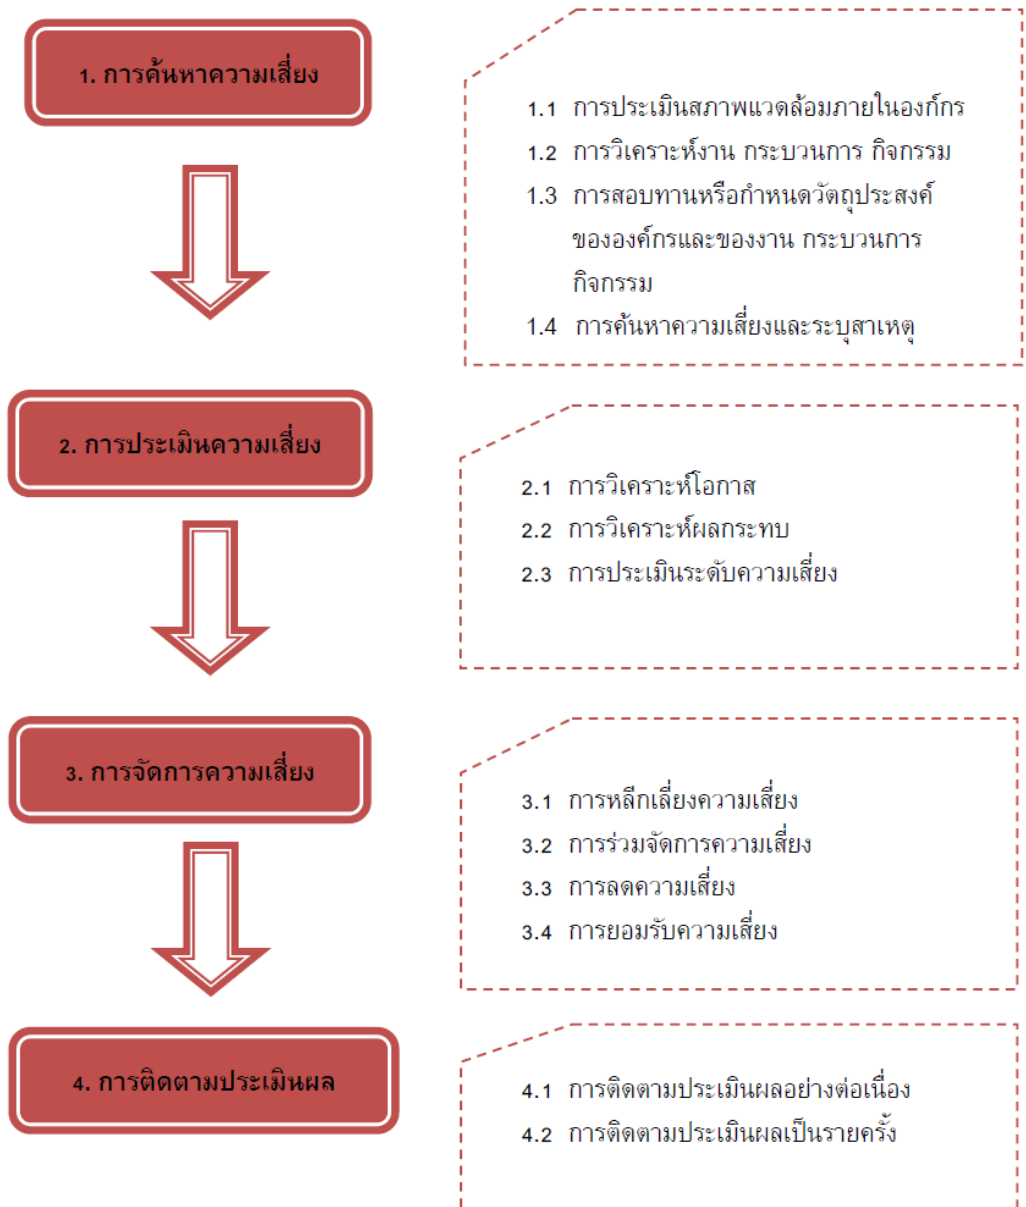 1. การค้นหาความเสี่ยง
1.1 การประเมินสภาพแวดล้อมภายในองก์กร
1.2 การวิเคราะห์งาน กระบวนการ กิจกรรม
1.3 การสอบทานหรือกำหนดวัตถุประสงค์
ขององค์กรและของงาน กระบวนการ
กิจกรรม
1.4 การค้นหาความเสี่ยงและระบุสาเหตุ
2. การประเมินความเสี่ยง
2.1 การวิเคราะห์โอกาส
2.2 การวิเคราะห์ผลกระทบ
2.3 การประเมินระดับความเสี่ยง
3. การจัดการความเสี่ยง
3.1 การหลีกเลี่ยงความเสี่ยง
3.2 การร่วมจัดการความเสี่ยง
3.3 การลดความเสี่ยง
3.4 การยอมรับความเสี่ยง
4. การติดตามประเมินผล
4.1 การติดตามประเมินผลอย่างต่อเนื่อง
4.2 การติดตามประเมินผลเป็นรายครั้ง